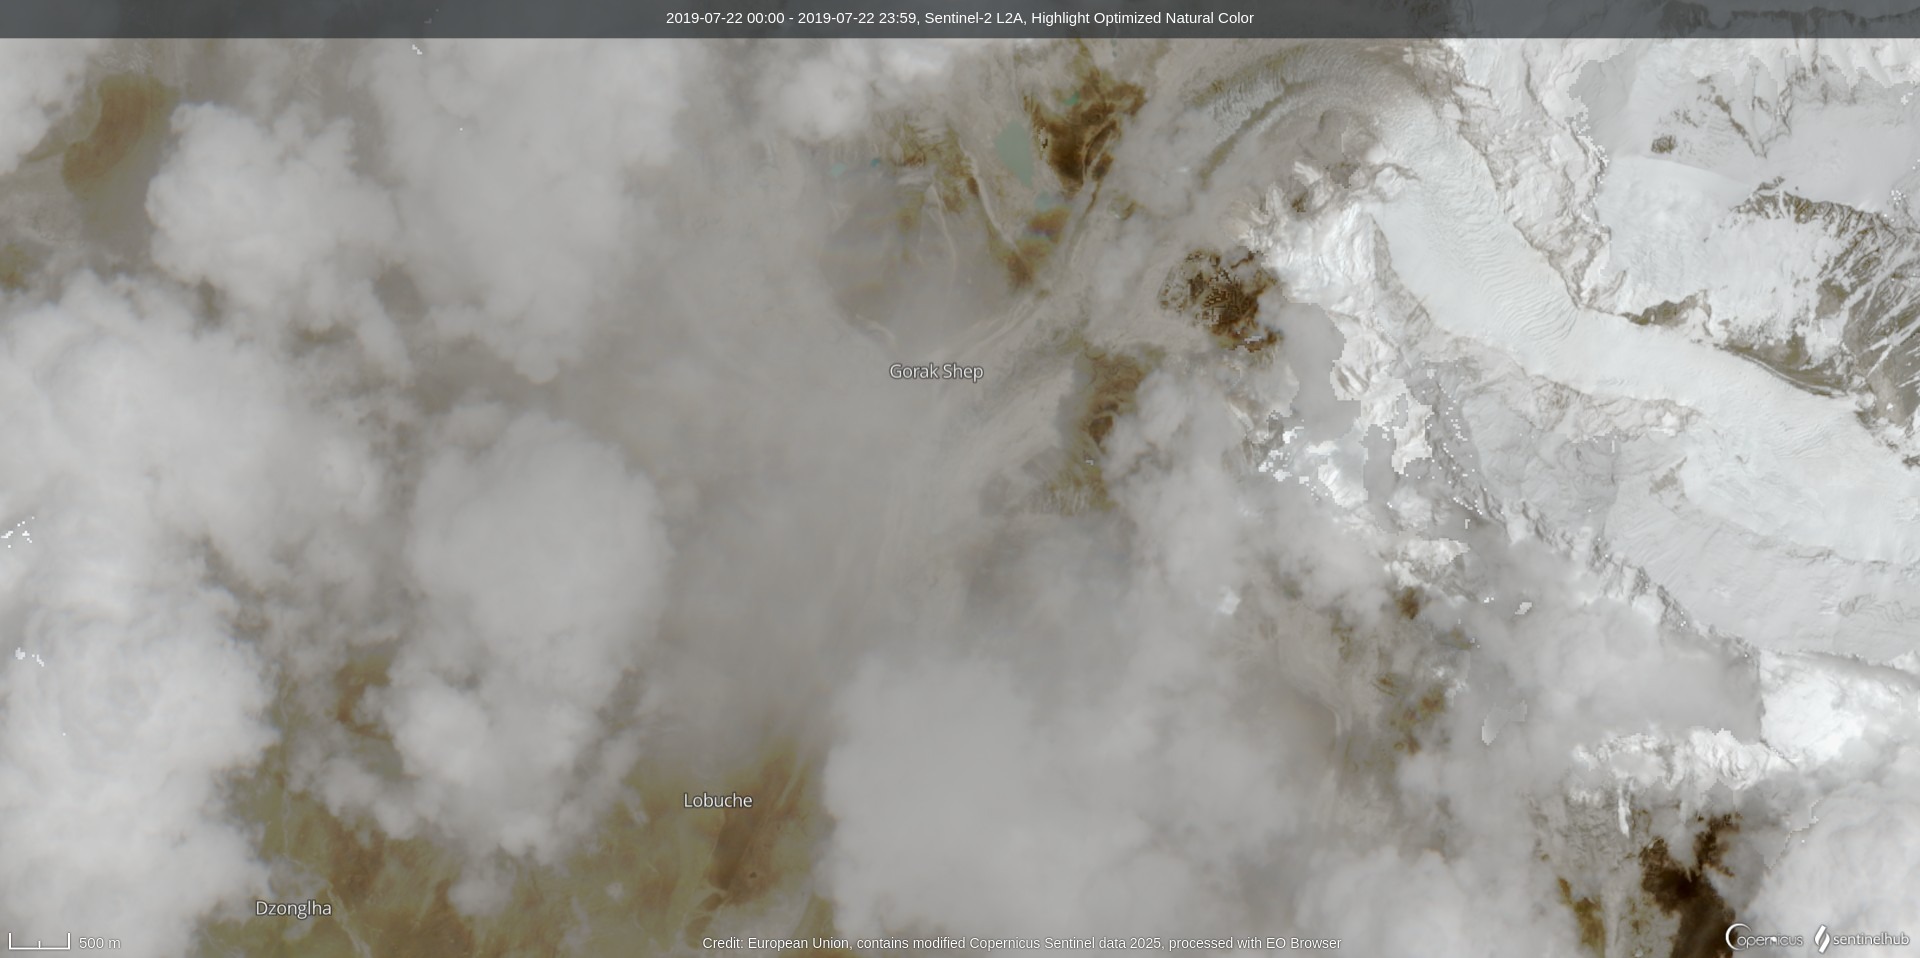 2019-07-22 00:00 - 2019-07-22 23:59, Sentinel-2 L2A, Highlight Optimized Natural Color
Gorak Shep
Lobuche
Dzonglha
500 m
Credit: European Union, contains modified Copernicus Sentinel data 2025, processed with EO Browser
opernicus
sentinelhub